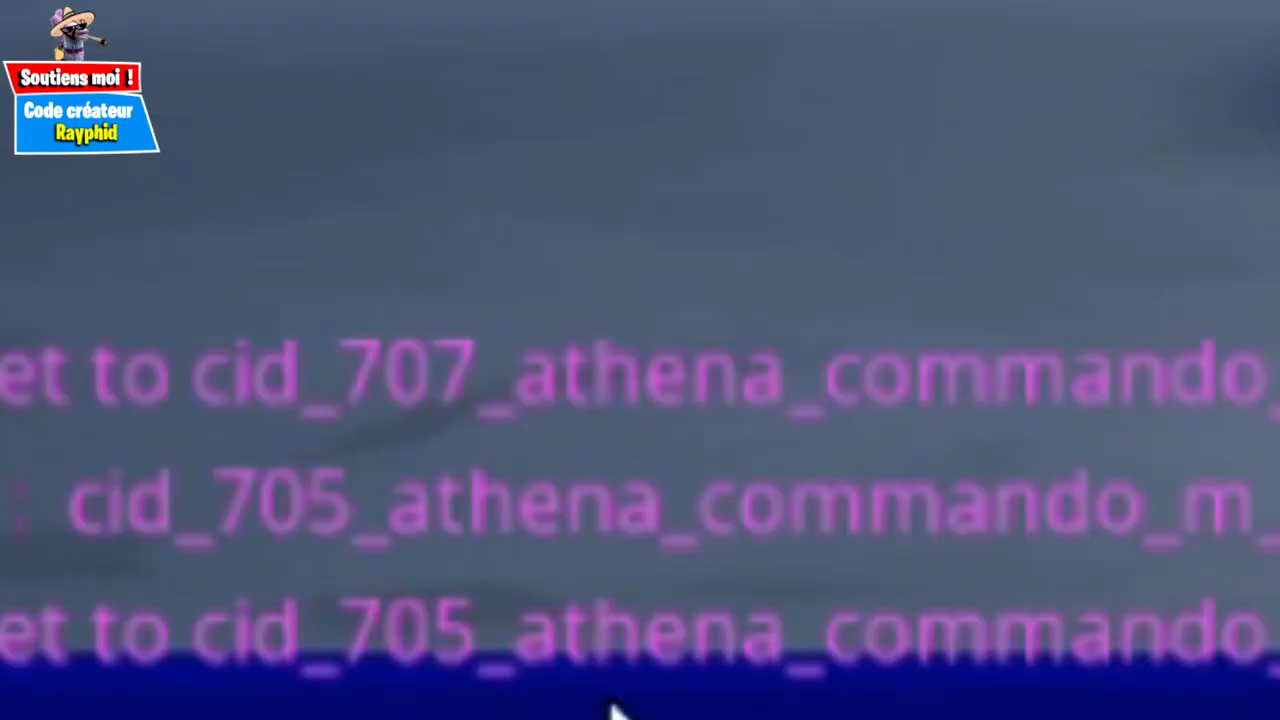 Soutiens moi !
Code créateur
Rayphid
et to cid_707_athena_commando_
: cid_705_athena_commando_m_
et to cid_705_athena_commando_